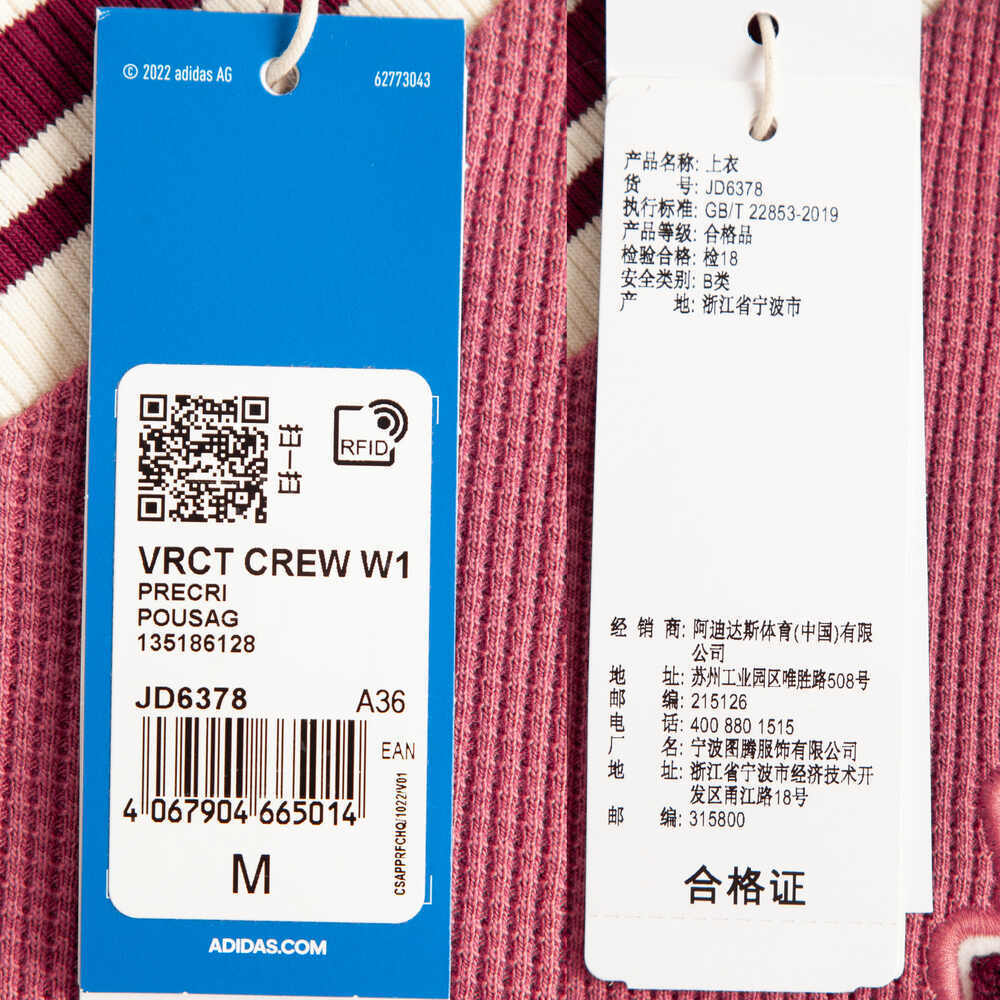 © 2022 adidas AG
62773043
扫一扫
RFID
VRCT CREW W1
PRECRI
POUSAG
135186128
JD6378
A36
EAN
4 067904 665014
CSAPPRFCHQ/1022/V01
M
ADIDAS.COM
产品名称: 上衣
货 号: JD6378
执行标准: GB/T 22853-2019
产品等级: 合格品
检验合格: 检18
安全类别: B类
产 地: 浙江省宁波市
经 销 商: 阿迪达斯体育(中国)有限
公司
地 址: 苏州工业园区唯胜路508号
邮 编: 215126
电 话: 400 880 1515
厂 名: 宁波图腾服饰有限公司
地 址: 浙江省宁波市经济技术开
发区甬江路18号
邮 编: 315800
合格证